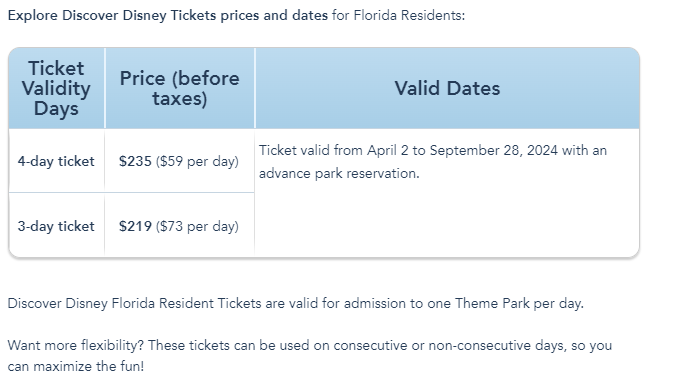 Explore Discover Disney Tickets prices and dates for Florida Residents:
Ticket
Validity
Days
Price (before
taxes)
Valid Dates
4-day ticket
$235 ($59 per day)
Ticket valid from April 2 to September 28, 2024 with an
advance park reservation.
3-day ticket
$219 ($73 per day)
Discover Disney Florida Resident Tickets are valid for admission to one Theme Park per day.
Want more flexibility? These tickets can be used on consecutive or non-consecutive days, so you
can maximize the fun!